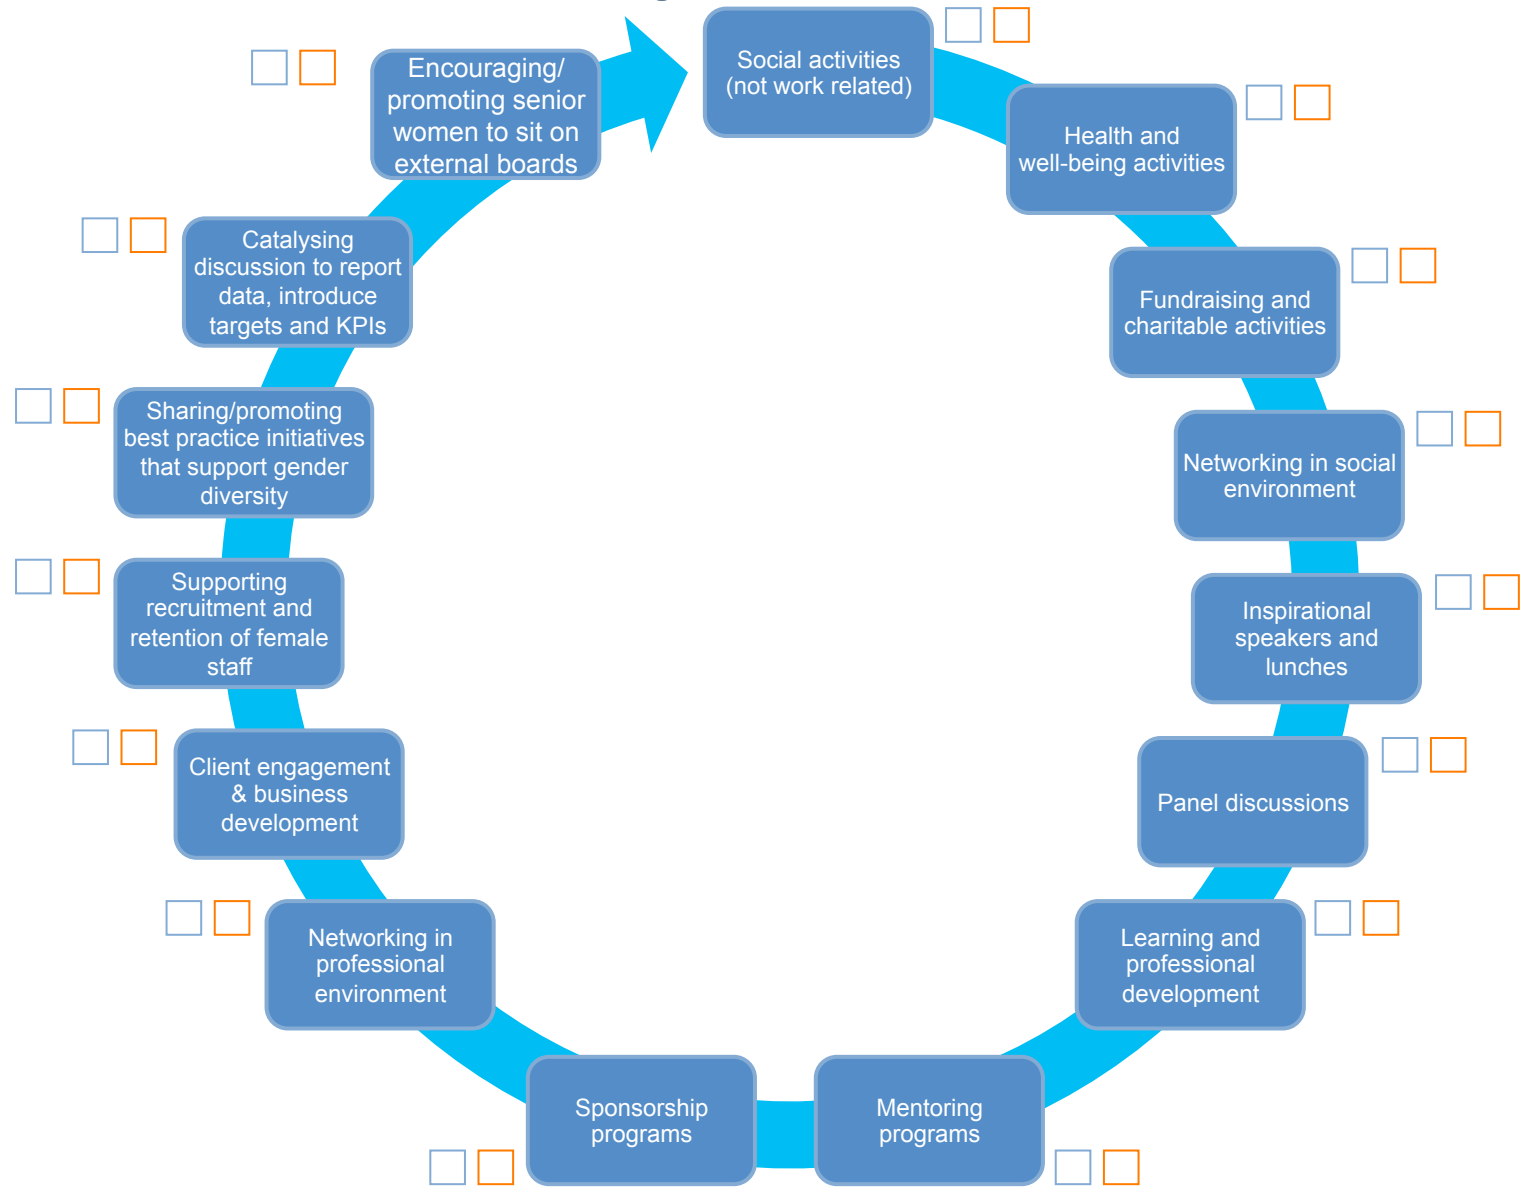 Social activities
(not work related)
Health and
well-being activities
Fundraising and
charitable activities
Networking in social
environment
Inspirational
speakers and
lunches
Panel discussions
Learning and
professional
development
Mentoring
programs
Sponsorship
programs
Networking in
professional
environment
Client engagement
& business
development
Supporting
recruitment and
retention of female
staff
Sharing/promoting
best practice initiatives
that support gender
diversity
Catalysing
discussion to report
data, introduce
targets and KPIs
Encouraging/
promoting senior
women to sit on
external boards